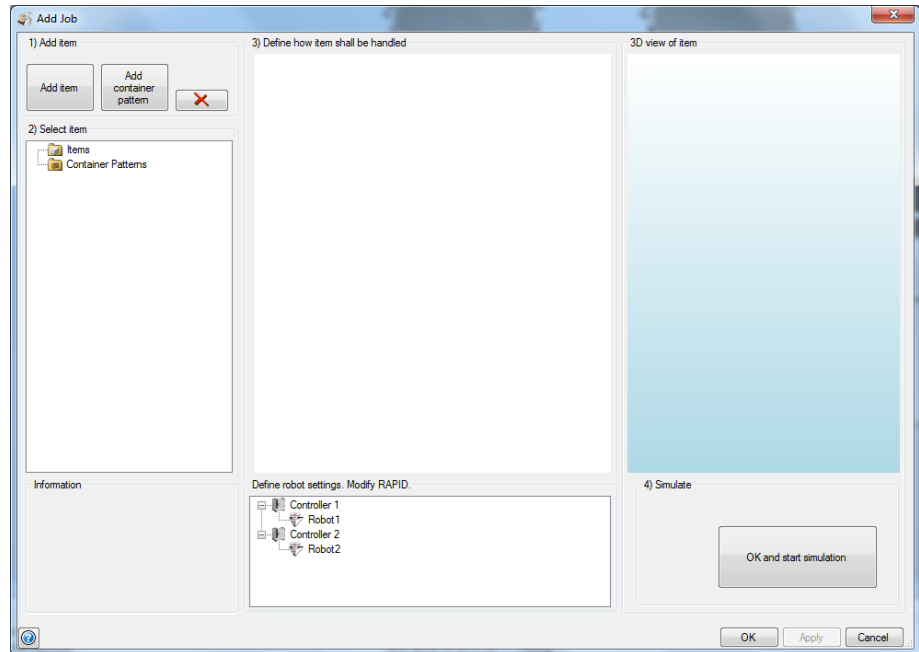 Add Job
1) Add item
Add item
Add
container
pattern
2) Select item
Items
Container Patterns
Information
3) Define how item shall be handled
Define robot settings. Modify RAPID.
Controller 1
Robot1
Controller 2
Robot2
3D view of item
4) Simulate
OK and start simulation
OK
Apply
Cancel